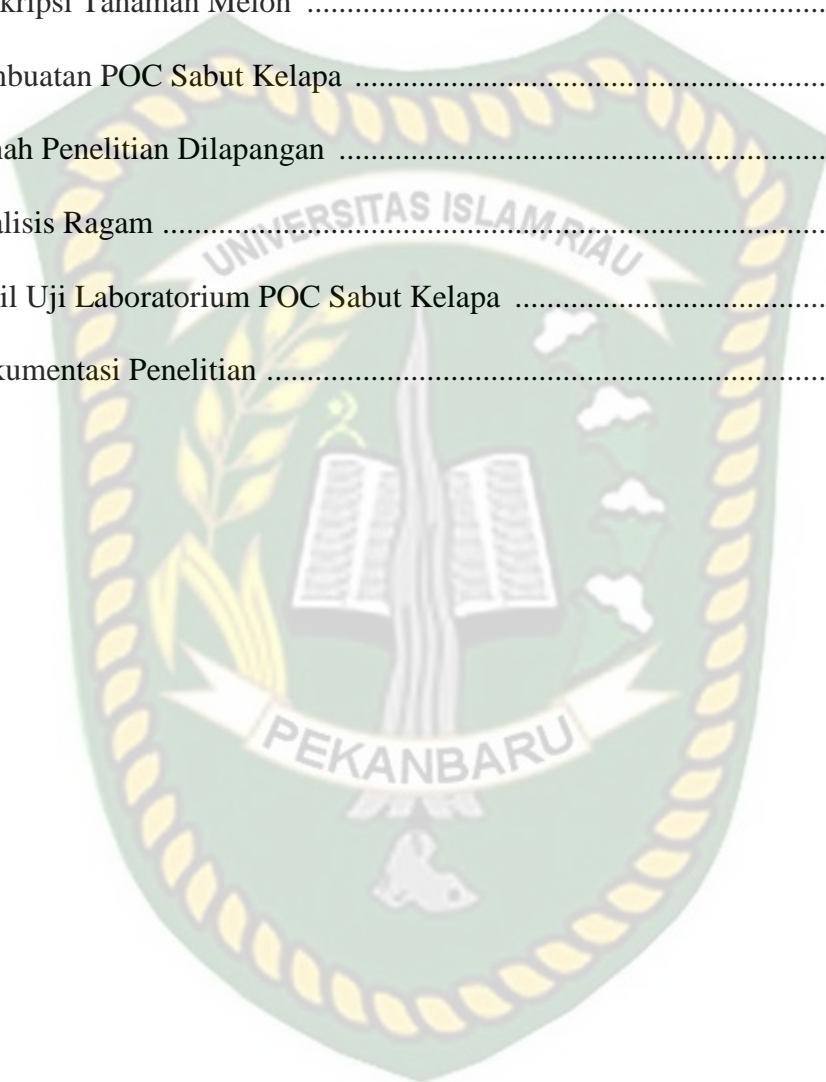 kripsi Tanaman Melon ................................................................
nbuatan POC Sabut Kelapa ..........................................................
nah Penelitian Dilapangan ............................................................
alisis Ragam ..................................................................................
il Uji Laboratorium POC Sabut Kelapa ......................................
kumentasi Penelitian .....................................................................
UNIVERSITAS ISLAM RIAU
PEKANBARU